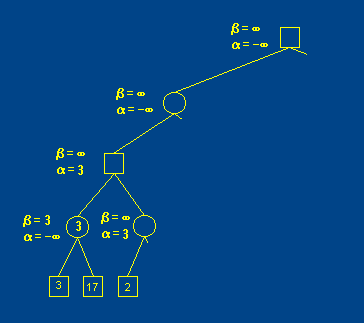 β = ∞
α = −∞
β = ∞
α = −∞
β = ∞
α = 3
β = 3
α = −∞
3
β = ∞
α = 3
3
17
2